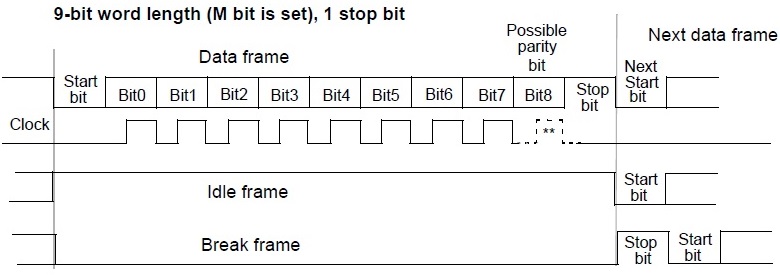 9-bit word length (M bit is set), 1 stop bit
Possible
parity
bit
Data frame
Next data frame
Start
bit
Bit0
Bit1
Bit2
Bit3
Bit4
Bit5
Bit6
Bit7
Bit8
Stop
bit
Next
Start
bit
Clock
**
Idle frame
Start
bit
Break frame
Stop
bit
Start
bit